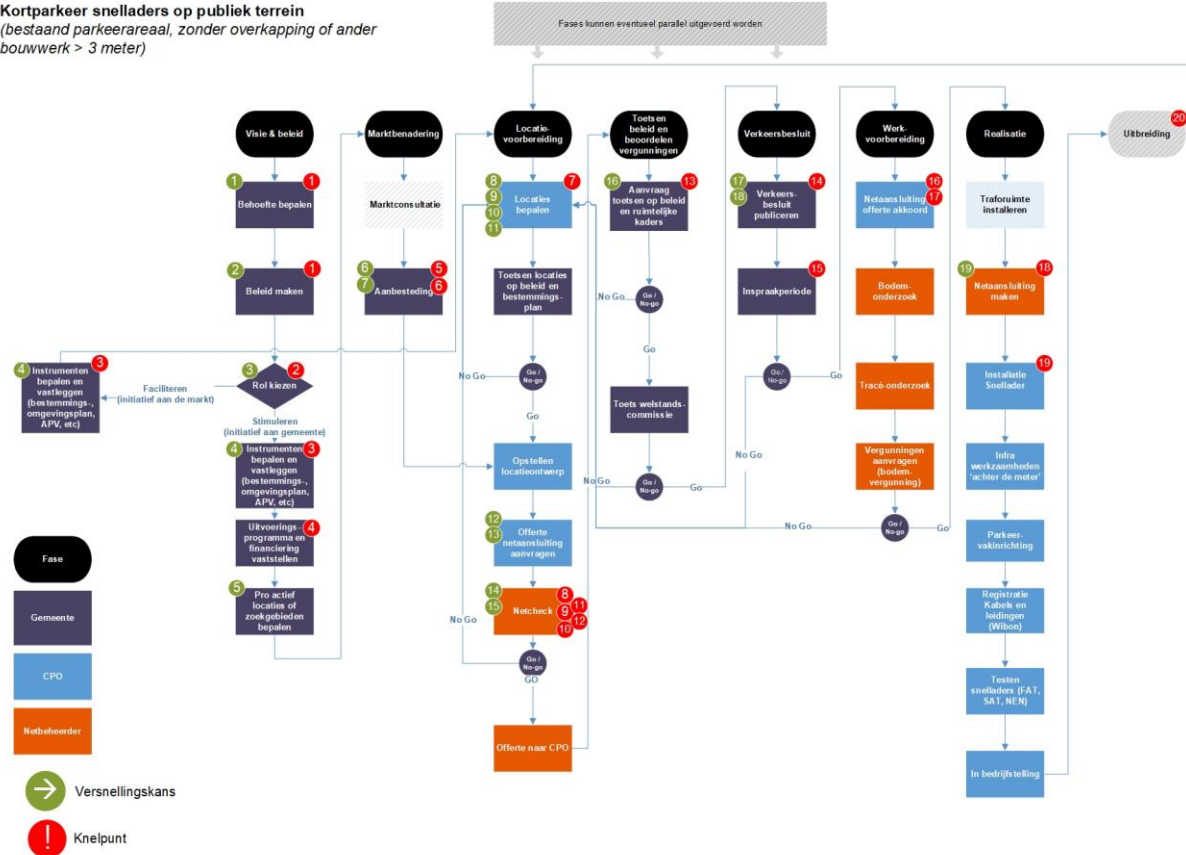 Kortparkeer snelladers op publiek terrein
(bestaand parkeerareaal, zonder overkapping of ander
bouwwerk > 3 meter)
Fases kunnen eventueel parallel uitgevoerd worden
Visie & beleid
1
1
Behoefte bepalen
2
1
Beleid maken
3
2
Rol kiezen
Faciliteren
(initiatief aan de markt)
4
3
Instrumenten
bepalen en
vastleggen
(bestemmings-,
omgevingsplan,
APV, etc)
Stimuleren
(initiatief aan gemeente)
4
3
Instrumenten
bepalen en
vastleggen
(bestemmings-,
omgevingsplan,
APV, etc)
4
Uitvoerings-
programma en
financiering
vaststellen
5
Pro actief
locaties of
zoekgebieden
bepalen
Marktbenadering
Marktconsultatie
6
7
5
6
Aanbesteding
Locatie-
voorbereiding
8
9
10
11
7
Locaties
bepalen
Toetsen locaties
op beleid en
bestemmings-
plan
No Go
Go /
No-go
Go
Opstellen
locatieontwerp
12
13
Offerte
netaansluiting
aanvragen
14
15
8
9
10
11
12
Netcheck
No Go
Go /
No-go
GO
Offerte naar CPO
Toetsen
beleid en
beoordelen
vergunningen
16
13
Aanvraag
toetsen op beleid
en ruimtelijke
kaders
No Go
Go /
No-go
Go
Toets welstands-
commissie
No Go
Go /
No-go
Go
Verkeersbesluit
17
18
14
Verkeers-
besluit
publiceren
15
Inspraakperiode
Go /
No-go
Go
No Go
Werk-
voorbereiding
16
17
Netaansluiting
offerte akkoord
Bodem-
onderzoek
Tracé-onderzoek
Vergunningen
aanvragen
(bodem-
vergunning)
No Go
Go /
No-go
Go
Realisatie
Traforuimte
installeren
19
18
Netaansluiting
maken
19
Installatie
Snellader
Infra
werkzaamheden
'achter de meter'
Parkeer-
vakinrichting
Registratie
Kabels en
leidingen
(Wibon)
Testen
snelladers (FAT,
SAT, NEN)
In bedrijfstelling
Uitbreiding
20
Fase
Gemeente
CPO
Netbeheerder
Versnellingskans
! Knelpunt